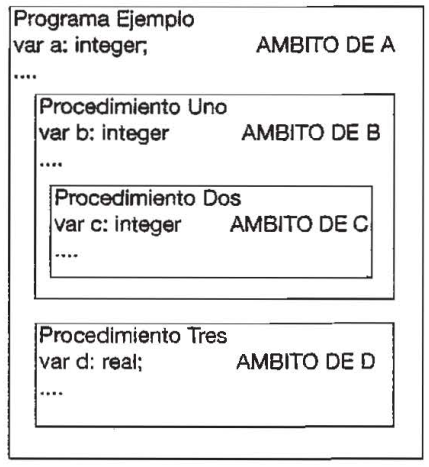 Programa Ejemplo
var a: integer; AMBITO DE A
....
Procedimiento Uno
var b: integer AMBITO DE B
....
Procedimiento Dos
var c: integer AMBITO DE C
....
Procedimiento Tres
var d: real; AMBITO DE D
....